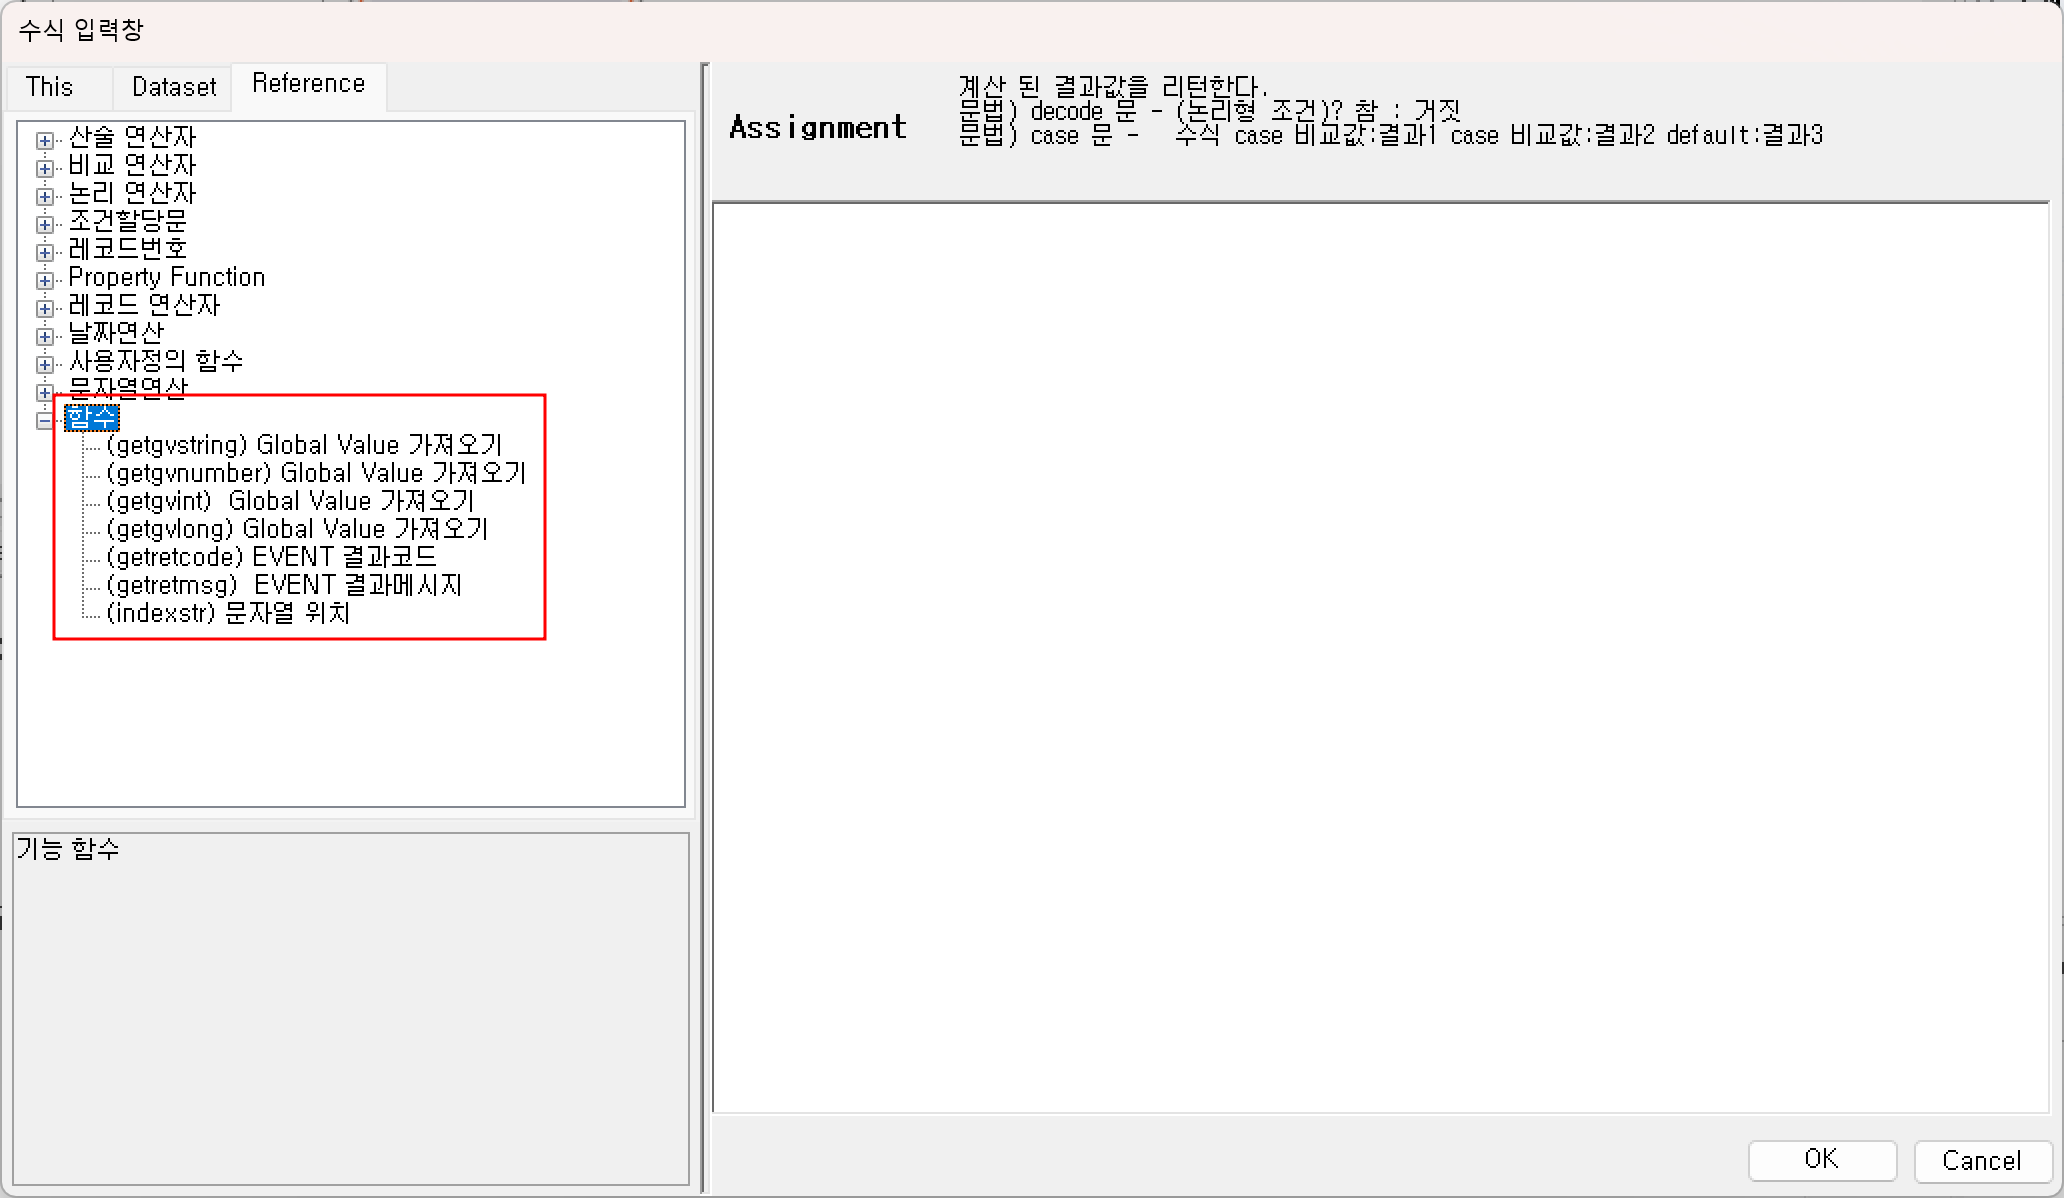 수식 입력창
This
Dataset
Reference
산술 연산자
비교 연산자
논리 연산자
조건할당문
레코드번호
Property Function
레코드 연산자
날짜연산
사용자정의 함수
문자열연산
함수
(getgvstring) Global Value 가져오기
(getgvnumber) Global Value 가져오기
(getgvint)  Global Value 가져오기
(getgvlong) Global Value 가져오기
(getretcode) EVENT 결과코드
(getretmsg)  EVENT 결과메시지
(indexstr) 문자열 위치
기능 함수
Assignment
계산 된 결과값을 리턴한다.
문법) decode 문 - (논리형 조건)? 참 : 거짓
문법) case 문 -   수식 case 비교값:결과1 case 비교값:결과2 default:결과3
OK
Cancel